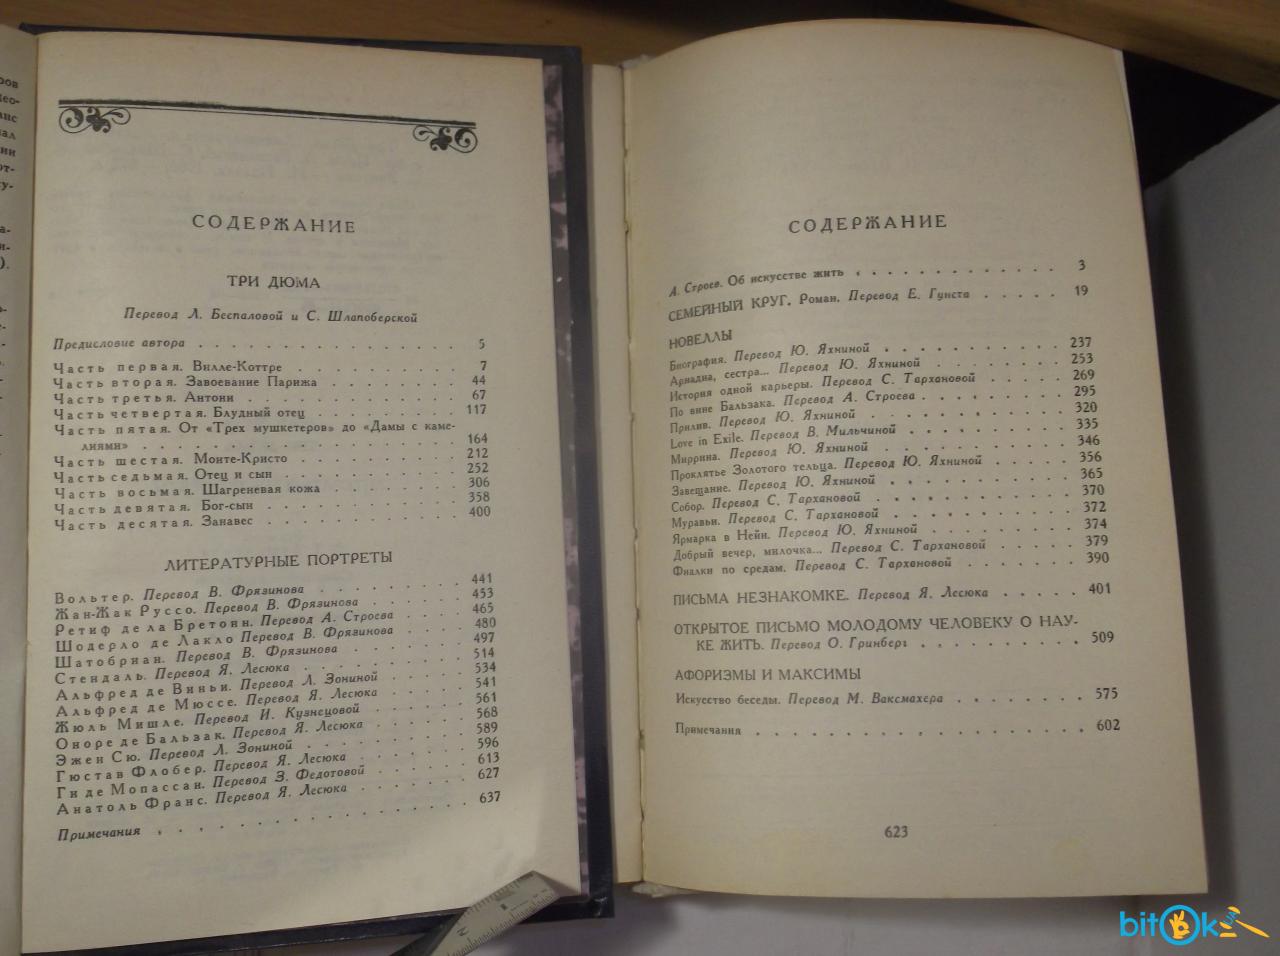 СОДЕРЖАНИЕ
ТРИ ДЮМА
Перевод Л. Беспаловой и С. Шлапоберской
Предисловие автора . . . 5
Часть первая. Вилле-Коттре . . . 7
Часть вторая. Завоевание Парижа . . . 44
Часть третья. Антони . . . 67
Часть четвертая. Блудный отец . . . 117
Часть пятая. От «Трех мушкетеров» до «Дамы с каме-
лиями» . . . 164
Часть шестая. Монте-Кристо . . . 212
Часть седьмая. Отец и сын . . . 252
Часть восьмая. Шагреневая кожа . . . 306
Часть девятая. Бог-сын . . . 358
Часть десятая. Занавес . . . 400
ЛИТЕРАТУРНЫЕ ПОРТРЕТЫ
Вольтер. Перевод В. Фрязинова . . . 441
Жан-Жак Руссо. Перевод В. Фрязинова . . . 453
Ретиф де ла Бретонн. Перевод А. Строева . . . 465
Шодерло де Лакло Перевод В. Фрязинова . . . 480
Шатобриан. Перевод В. Фрязинова . . . 497
Стендаль. Перевод Я. Лесюка . . . 514
Альфред де Виньи. Перевод Л. Зониной . . . 534
Альфред де Мюссе. Перевод Я. Лесюка . . . 541
Жюль Мишле. Перевод И. Кузнецовой . . . 561
Оноре де Бальзак. Перевод Я. Лесюка . . . 568
Эжен Сю. Перевод Л. Зониной . . . 589
Гюстав Флобер. Перевод Я. Лесюка . . . 596
Ги де Мопассан. Перевод З. Федотовой . . . 613
Анатоль Франс. Перевод Я. Лесюка . . . 627
Примечания . . . 637
СОДЕРЖАНИЕ
А. Строев. Об искусстве жить . . . 3
СЕМЕЙНЫЙ КРУГ. Роман. Перевод Е. Гунста . . . 19
НОВЕЛЛЫ
Биография. Перевод Ю. Яхниной . . . 237
Ариадна, сестра... Перевод Ю. Яхниной . . . 253
История одной карьеры. Перевод С. Тархановой . . . 269
По вине Бальзака. Перевод А. Строева . . . 295
Прилив. Перевод Ю. Яхниной . . . 320
Love in Exile. Перевод В. Мильчиной . . . 335
Миррина. Перевод Ю. Яхниной . . . 346
Проклятье Золотого тельца. Перевод Ю. Яхниной . . . 356
Завещание. Перевод Ю. Яхниной . . . 365
Собор. Перевод С. Тархановой . . . 370
Муравьи. Перевод С. Тархановой . . . 372
Ярмарка в Нейи. Перевод Ю. Яхниной . . . 374
Добрый вечер, милочка... Перевод С. Тархановой . . . 379
Фиалки по средам. Перевод С. Тархановой . . . 390
ПИСЬМА НЕЗНАКОМКЕ. Перевод Я. Лесюка . . . 401
ОТКРЫТОЕ ПИСЬМО МОЛОДОМУ ЧЕЛОВЕКУ О НАУ-
КЕ ЖИТЬ. Перевод О. Гринберг . . . 509
АФОРИЗМЫ И МАКСИМЫ
Искусство беседы. Перевод М. Ваксмахера . . . 575
Примечания . . . 602
623
bitOk